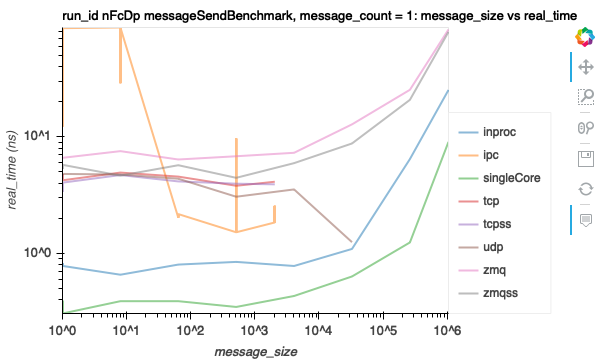 run_id nFcDp messageSendBenchmark, message_count = 1: message_size vs real_time
real_time (ns)
10^1
10^0
10^0
10^1
10^2
10^3
10^4
10^5
10^6
message_size
inproc
ipc
singleCore
tcp
tcpss
udp
zmq
zmqss